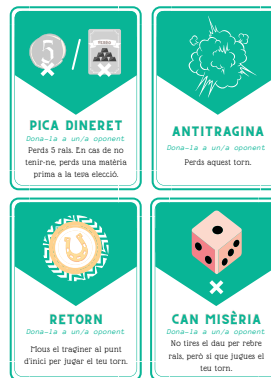 5
PICA DINERET
Dona-la a un/a oponent
Perds 5 rals. En cas de no
tenir-ne, perds una matèria
prima a la teva elecció.
ANTITRAGINA
Dona-la a un/a oponent
Perds aquest torn.
RETORN
Dona-la a un/a oponent
Mous el traginer al punt
d'inici per jugar el teu torn.
CAN MISÈRIA
Dona-la a un/a oponent
No tires el dau per rebre
rals, però si que jugues el
teu torn.